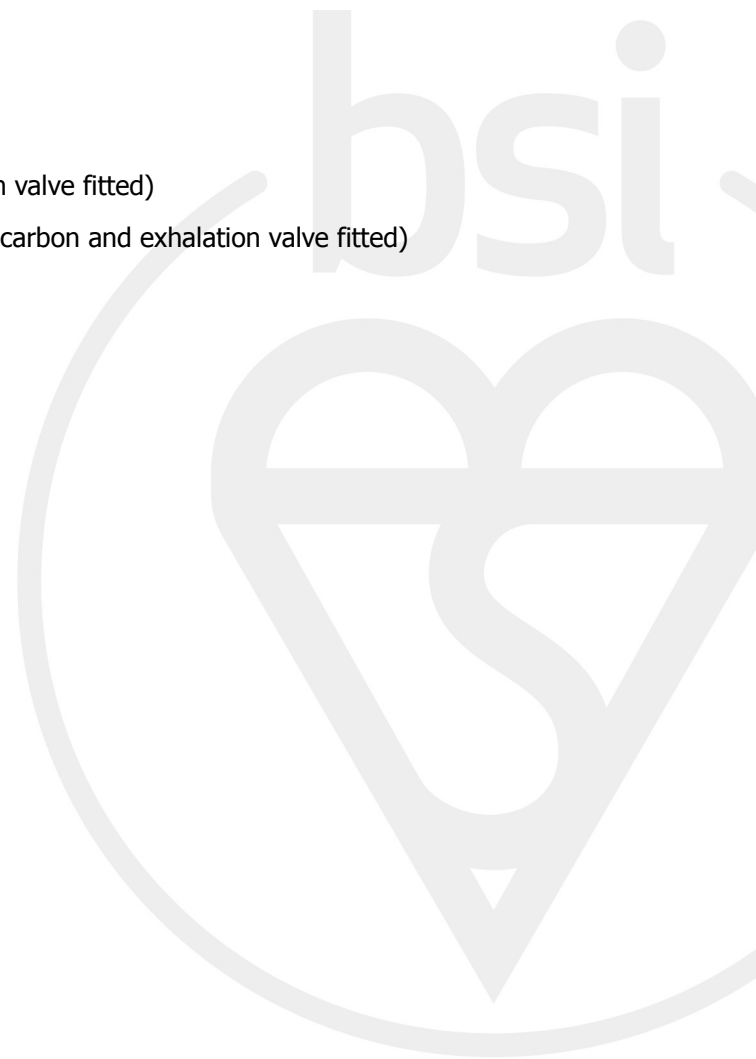 bsi
valve fitted)
carbon and exhalation valve fitted)